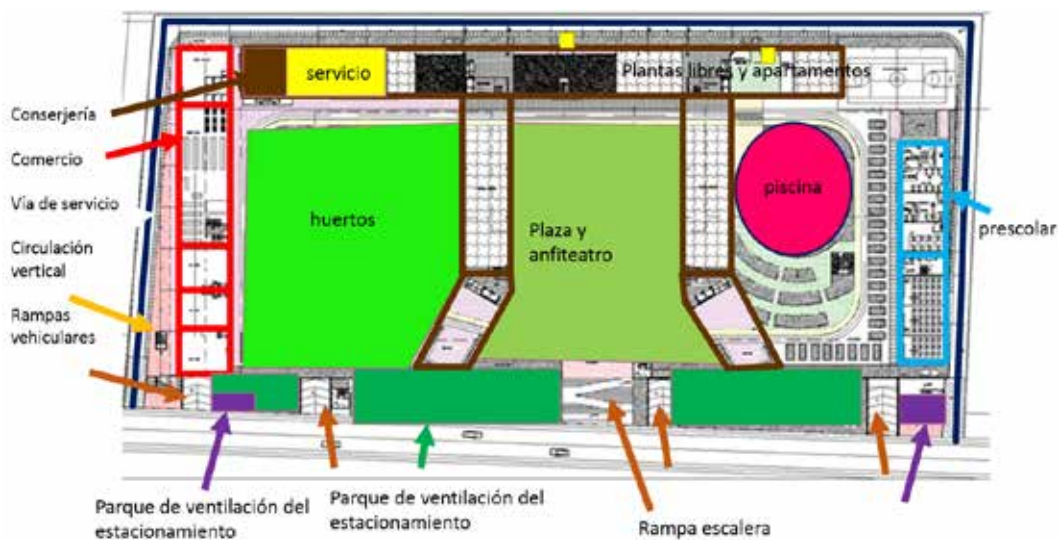 servicio
Plantas libres y apartamentos
Conserjería
Comercio
Vía de servicio
Circulación
vertical
Rampas
vehiculares
huertos
Plaza y
anfiteatro
piscina
prescolar
Parque de ventilación del
estacionamiento
Parque de ventilación del
estacionamiento
Rampa escalera